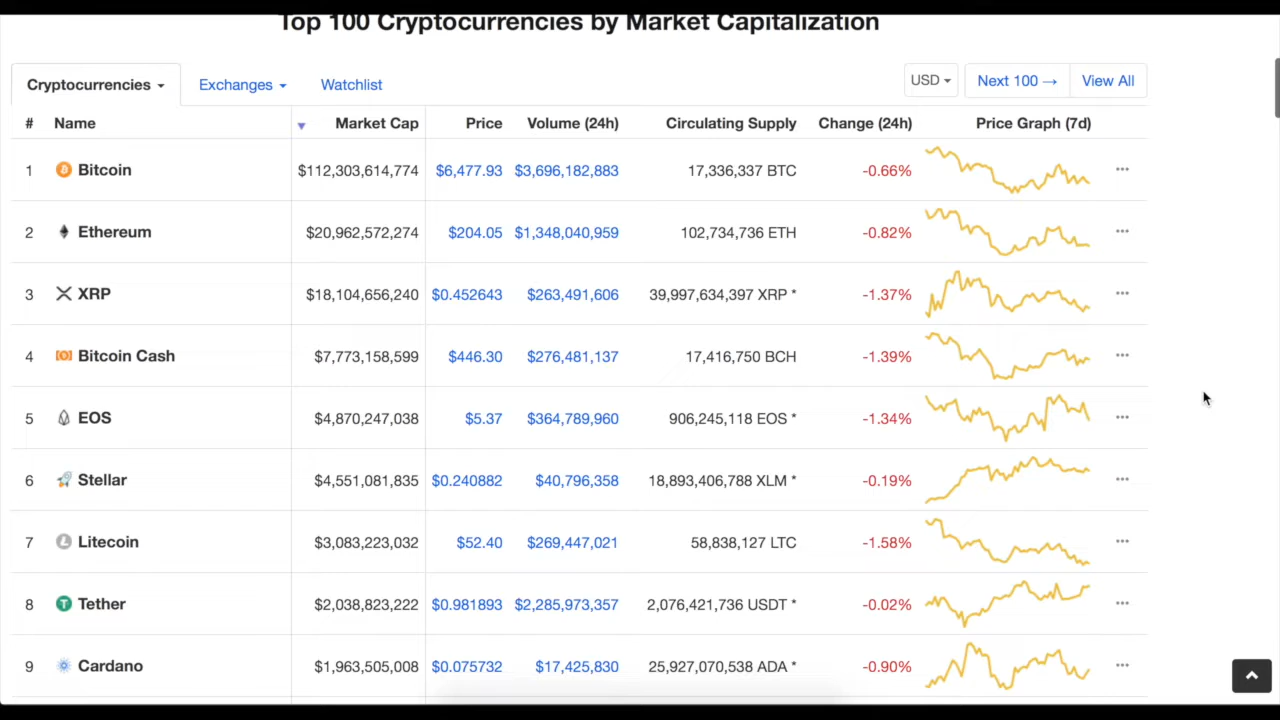 Top 100 Cryptocurrencies by Market Capitalization
Cryptocurrencies Exchanges Watchlist USD Next 100 → View All
# Name Market Cap Price Volume (24h) Circulating Supply Change (24h) Price Graph (7d)
1 Bitcoin $112,303,614,774 $6,477.93 $3,696,182,883 17,336,337 BTC -0.66%
2 Ethereum $20,962,572,274 $204.05 $1,348,040,959 102,734,736 ETH -0.82%
3 XRP $18,104,656,240 $0.452643 $263,491,606 39,997,634,397 XRP * -1.37%
4 Bitcoin Cash $7,773,158,599 $446.30 $276,481,137 17,416,750 BCH -1.39%
5 EOS $4,870,247,038 $5.37 $364,789,960 906,245,118 EOS * -1.34%
6 Stellar $4,551,081,835 $0.240882 $40,796,358 18,893,406,788 XLM * -0.19%
7 Litecoin $3,083,223,032 $52.40 $269,447,021 58,838,127 LTC -1.58%
8 Tether $2,038,823,222 $0.981893 $2,285,973,357 2,076,421,736 USDT * -0.02%
9 Cardano $1,963,505,008 $0.075732 $17,425,830 25,927,070,538 ADA * -0.90%